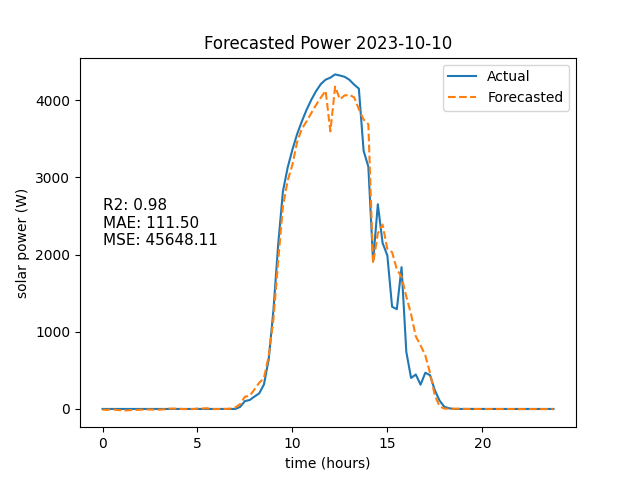 Forecasted Power 2023-10-10
Actual
Forecasted
4000
3000
2000
1000
0
solar power (W)
R2: 0.98
MAE: 111.50
MSE: 45648.11
0 5 10 15 20
time (hours)